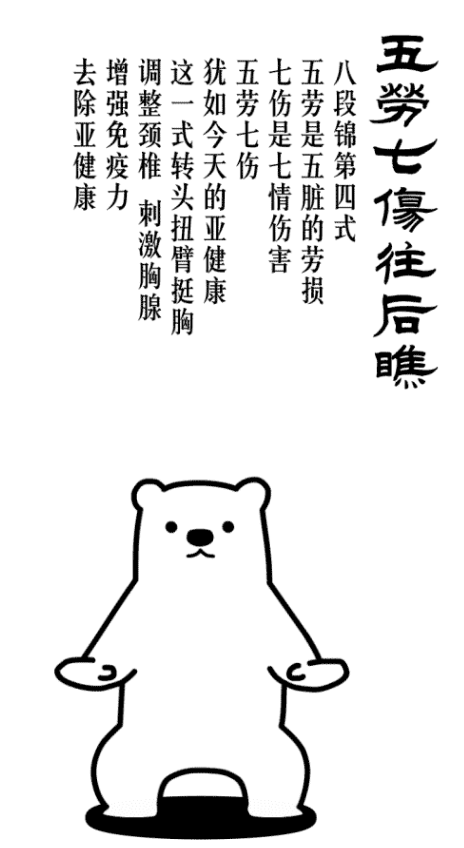 五勞七傷往后瞧
八段锦第四式
五劳是五脏的劳损
七伤是七情伤害
五劳七伤
犹如今天的亚健康
这一式转头扭臂挺胸
调整颈椎 刺激胸腺
增强免疫力
去除亚健康